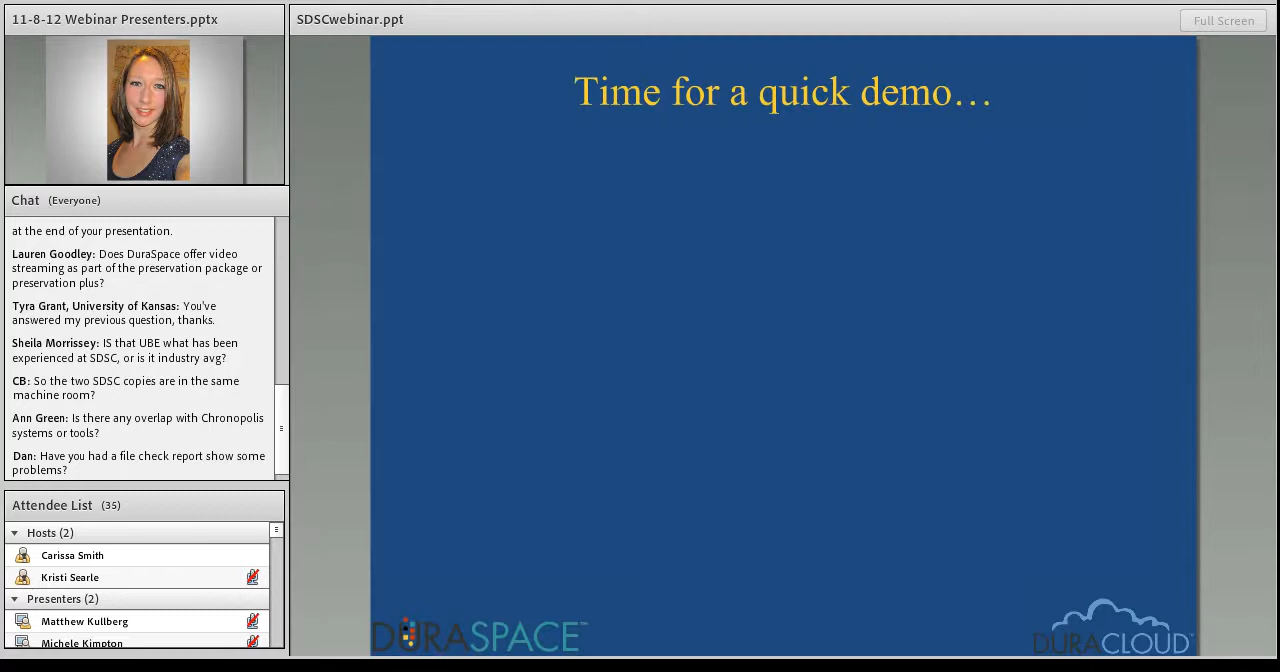 11-8-12 Webinar Presenters.pptx
Chat (Everyone)
at the end of your presentation.
Lauren Goodley: Does DuraSpace offer video
streaming as part of the preservation package or
preservation plus?
Tyra Grant, University of Kansas: You've
answered my previous question, thanks.
Sheila Morrissey: IS that UBE what has been
experienced at SDSC, or is it industry avg?
CB: So the two SDSC copies are in the same
machine room?
Ann Green: Is there any overlap with Chronopolis
systems or tools?
Dan: Have you had a file check report show some
problems?
Attendee List (35)
Hosts (2)
Carissa Smith
Kristi Searle
Presenters (2)
Matthew Kullberg
Michele Kimpton
SDSCwebinar.ppt
Full Screen
Time for a quick demo…
DURASPACE™
DURACLOUD™